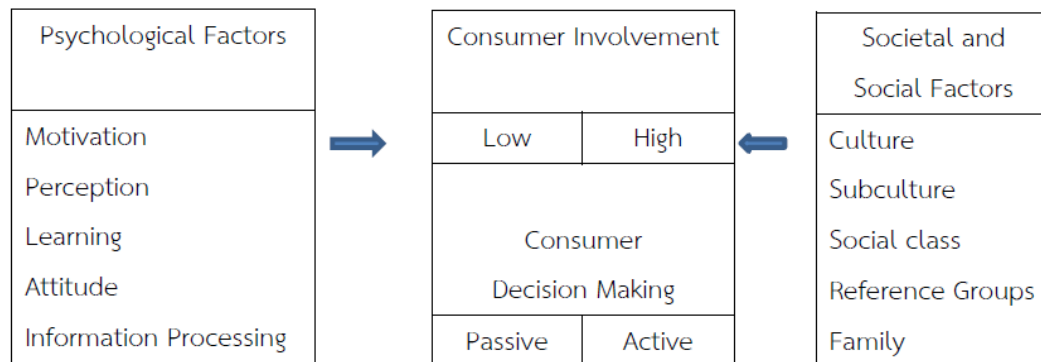 Psychological Factors
Motivation
Perception
Learning
Attitude
Information Processing
Consumer Involvement
Low High
Consumer
Decision Making
Passive Active
Societal and
Social Factors
Culture
Subculture
Social class
Reference Groups
Family